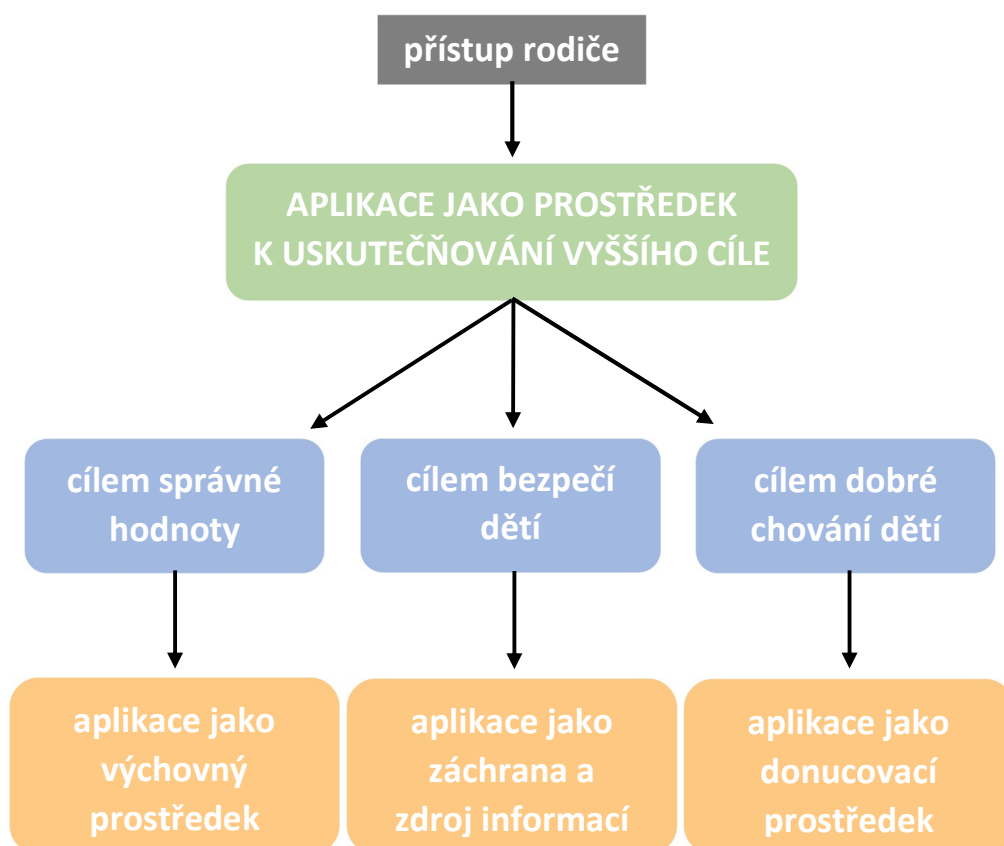 přístup rodiče
APLIKACE JAKO PROSTŘEDEK
K USKUTEČŇOVÁNÍ VYŠŠÍHO CÍLE
cílem správné
hodnoty
cílem bezpečí
dětí
cílem dobré
chování dětí
aplikace jako
výchovný
prostředek
aplikace jako
záchrana a
zdroj informací
aplikace jako
donucovací
prostředek